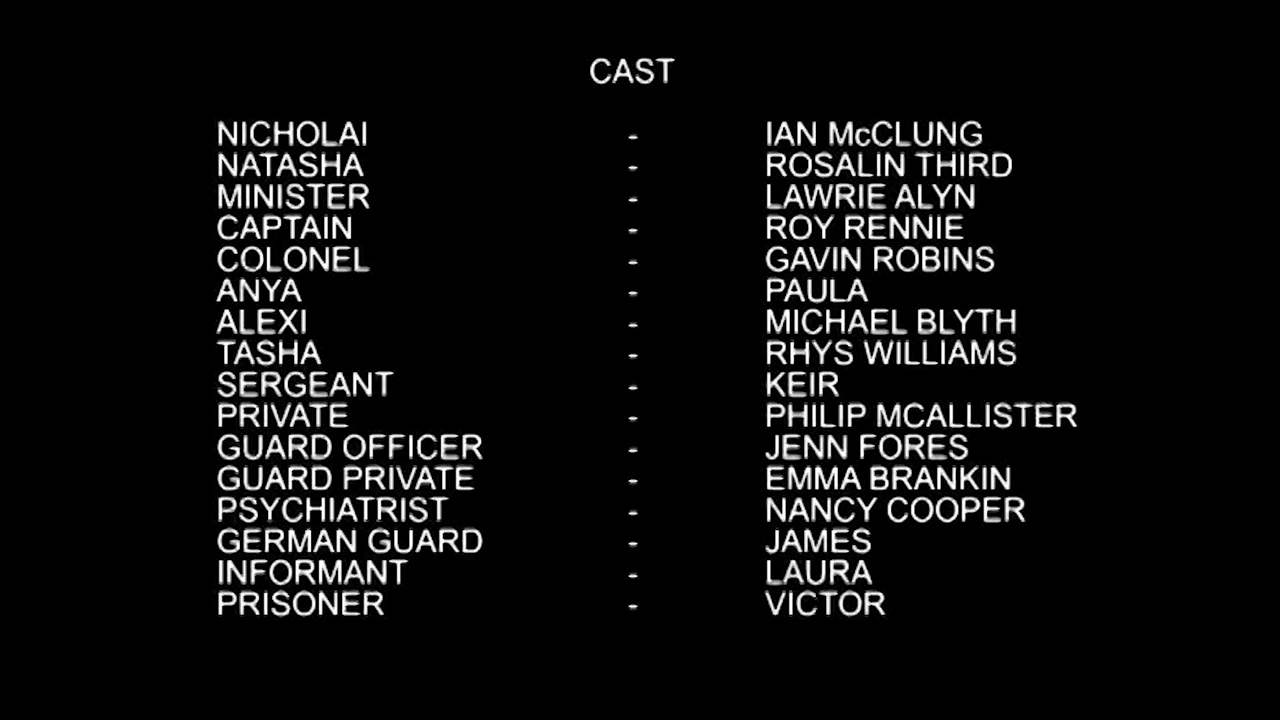 CAST
NICHOLAI - IAN McCLUNG
NATASHA - ROSALIN THIRD
MINISTER - LAWRIE ALYN
CAPTAIN - ROY RENNIE
COLONEL - GAVIN ROBINS
ANYA - PAULA
ALEXI - MICHAEL BLYTH
TASHA - RHYS WILLIAMS
SERGEANT - KEIR
PRIVATE - PHILIP MCALLISTER
GUARD OFFICER - JENN FORES
GUARD PRIVATE - EMMA BRANKIN
PSYCHIATRIST - NANCY COOPER
GERMAN GUARD - JAMES
INFORMANT - LAURA
PRISONER - VICTOR